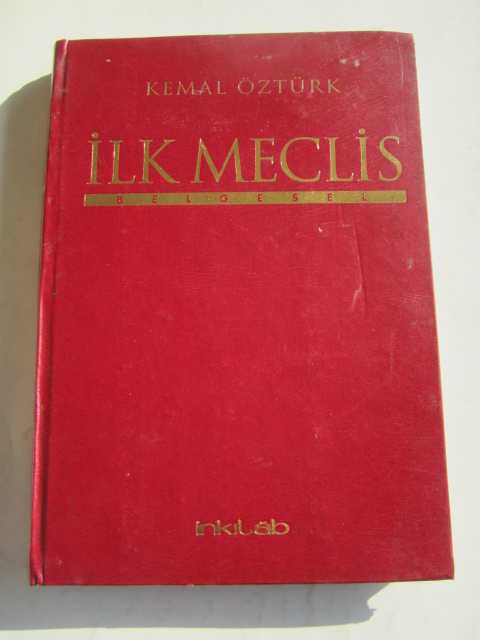 KEMAL ÖZTÜRK
İLK MECLİS
BELGESEL
inkılâb